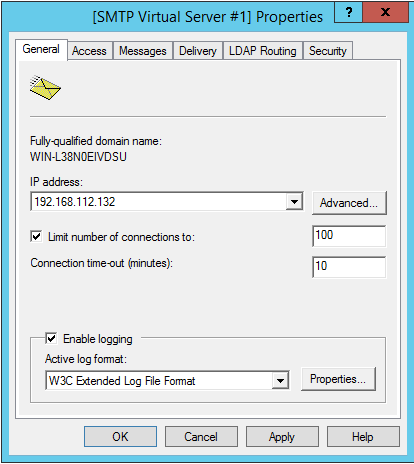 [SMTP Virtual Server #1] Properties ? x
General Access Messages Delivery LDAP Routing Security
Fully-qualified domain name:
WIN-L38N0EIVDSU
IP address:
192.168.112.132 Advanced...
Limit number of connections to: 100
Connection time-out (minutes): 10
Enable logging
Active log format:
W3C Extended Log File Format Properties...
OK Cancel Apply Help